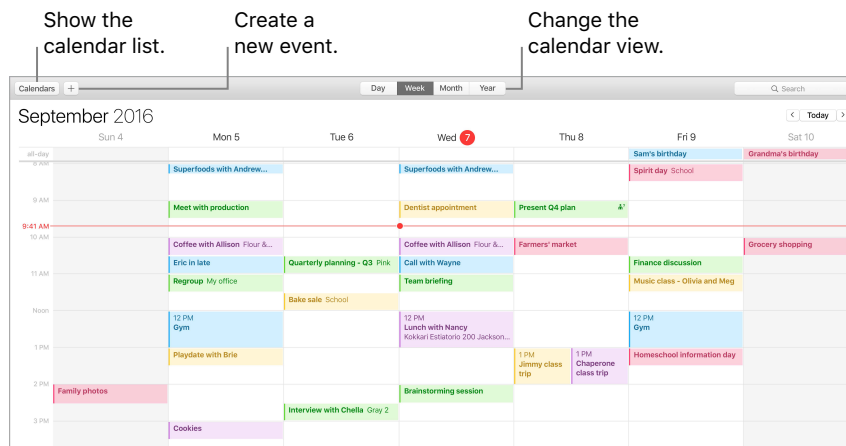 Show the
calendar list.
Create a
new event.
Change the
calendar view.
Calendars
+
Day
Week
Month
Year
Search
September 2016
<
Today
>
Sun 4
Mon 5
Tue 6
Wed 7
Thu 8
Fri 9
Sat 10
all-day
Sam's birthday
Grandma's birthday
8 AM
Superfoods with Andrew...
Superfoods with Andrew...
Spirit day School
9 AM
Meet with production
Dentist appointment
Present Q4 plan
9:41 AM
10 AM
Coffee with Allison Flour &...
Coffee with Allison Flour &...
Farmers' market
Grocery shopping
Eric in late
Quarterly planning - Q3 Pink
Call with Wayne
Finance discussion
11 AM
Regroup My office
Team briefing
Music class - Olivia and Meg
Bake sale School
Noon
12 PM
Gym
12 PM
Lunch with Nancy
Kokkari Estiatorio 200 Jackson...
12 PM
Gym
1 PM
Playdate with Brie
1 PM
Jimmy class
trip
1 PM
Chaperone
class trip
Homeschool information day
2 PM
Family photos
Brainstorming session
Interview with Chella Gray 2
3 PM
Cookies